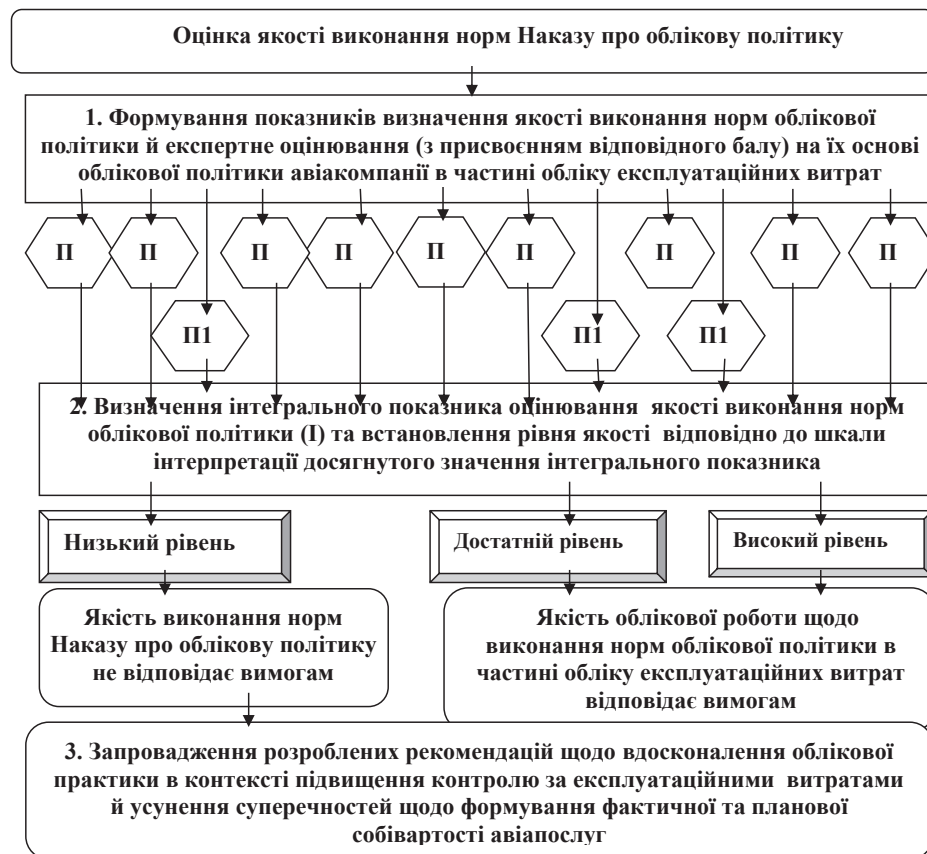 Оцінка якості виконання норм Наказу про облікову політику
1. Формування показників визначення якості виконання норм облікової
політики й експертне оцінювання (з присвоєнням відповідного балу) на їх основі
облікової політики авіакомпанії в частині обліку експлуатаційних витрат
П П П П П П П П П
П1 П1 П1
2. Визначення інтегрального показника оцінювання якості виконання норм
облікової політики (І) та встановлення рівня якості відповідно до шкали
інтерпретації досягнутого значення інтегрального показника
Низький рівень Достатній рівень Високий рівень
Якість виконання норм
Наказу про облікову політику
не відповідає вимогам
Якість облікової роботи щодо
виконання норм облікової політики в
частині обліку експлуатаційних витрат
відповідає вимогам
3. Запровадження розроблених рекомендацій щодо вдосконалення облікової
практики в контексті підвищення контролю за експлуатаційними витратами
й усунення суперечностей щодо формування фактичної та планової
собівартості авіапослуг